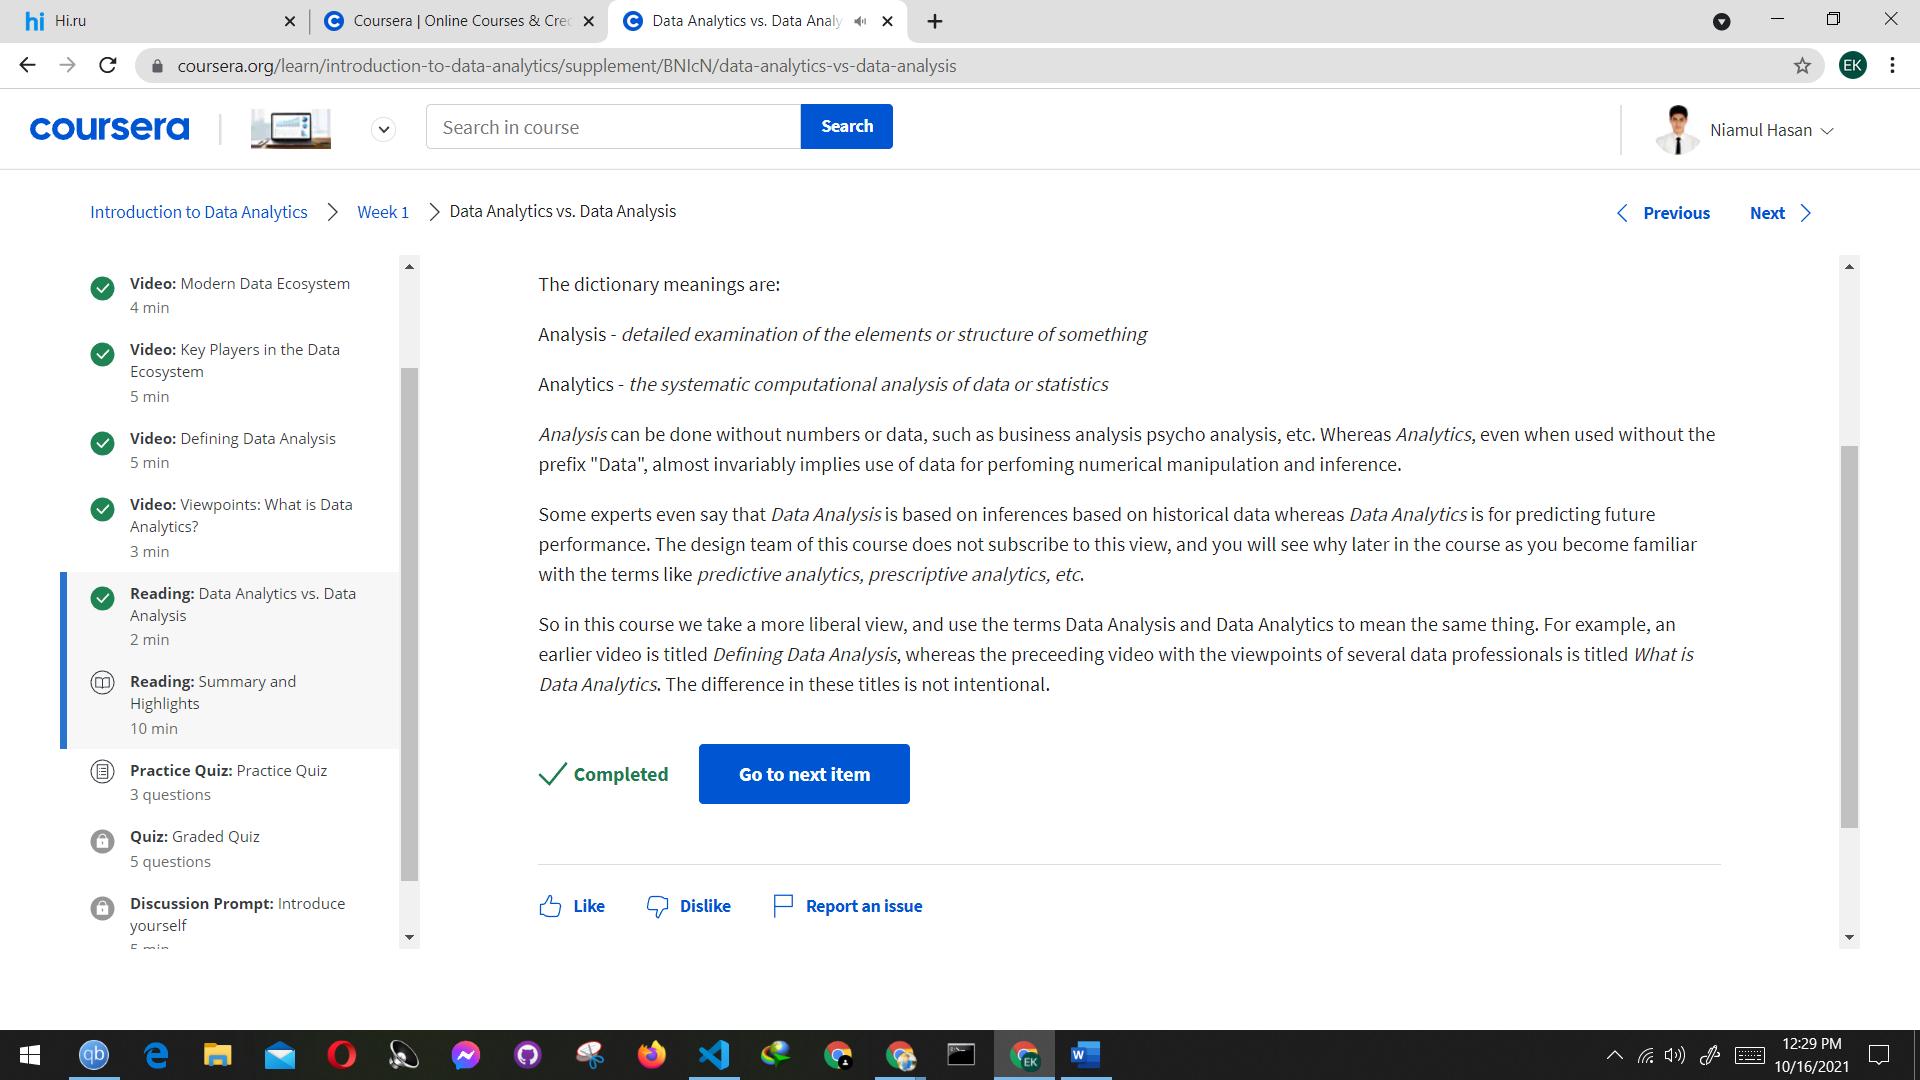 hi Hi.ru
Coursera | Online Courses & Cre
Data Analytics vs. Data Analy
coursera.org/learn/introduction-to-data-analytics/supplement/BNIcN/data-analytics-vs-data-analysis
EK
coursera
Search in course
Search
Niamul Hasan
Introduction to Data Analytics
Week 1
Data Analytics vs. Data Analysis
Previous
Next
Video: Modern Data Ecosystem
4 min
Video: Key Players in the Data
Ecosystem
5 min
Video: Defining Data Analysis
5 min
Video: Viewpoints: What is Data
Analytics?
3 min
Reading: Data Analytics vs. Data
Analysis
2 min
Reading: Summary and
Highlights
10 min
Practice Quiz: Practice Quiz
3 questions
Quiz: Graded Quiz
5 questions
Discussion Prompt: Introduce
yourself
The dictionary meanings are:
Analysis - detailed examination of the elements or structure of something
Analytics - the systematic computational analysis of data or statistics
Analysis can be done without numbers or data, such as business analysis psycho analysis, etc. Whereas Analytics, even when used without the
prefix "Data", almost invariably implies use of data for perfoming numerical manipulation and inference.
Some experts even say that Data Analysis is based on inferences based on historical data whereas Data Analytics is for predicting future
performance. The design team of this course does not subscribe to this view, and you will see why later in the course as you become familiar
with the terms like predictive analytics, prescriptive analytics, etc.
So in this course we take a more liberal view, and use the terms Data Analysis and Data Analytics to mean the same thing. For example, an
earlier video is titled Defining Data Analysis, whereas the preceeding video with the viewpoints of several data professionals is titled What is
Data Analytics. The difference in these titles is not intentional.
Completed
Go to next item
Like
Dislike
Report an issue
qb
EK
W
12:29 PM
10/16/2021